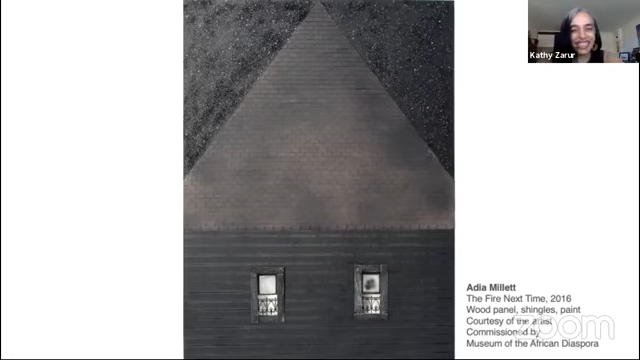 Kathy Zarur
Adia Millett
The Fire Next Time, 2016
Wood panel, shingles, paint
Courtesy of the artist
Commissioned by
Museum of the African Diaspora
zoom